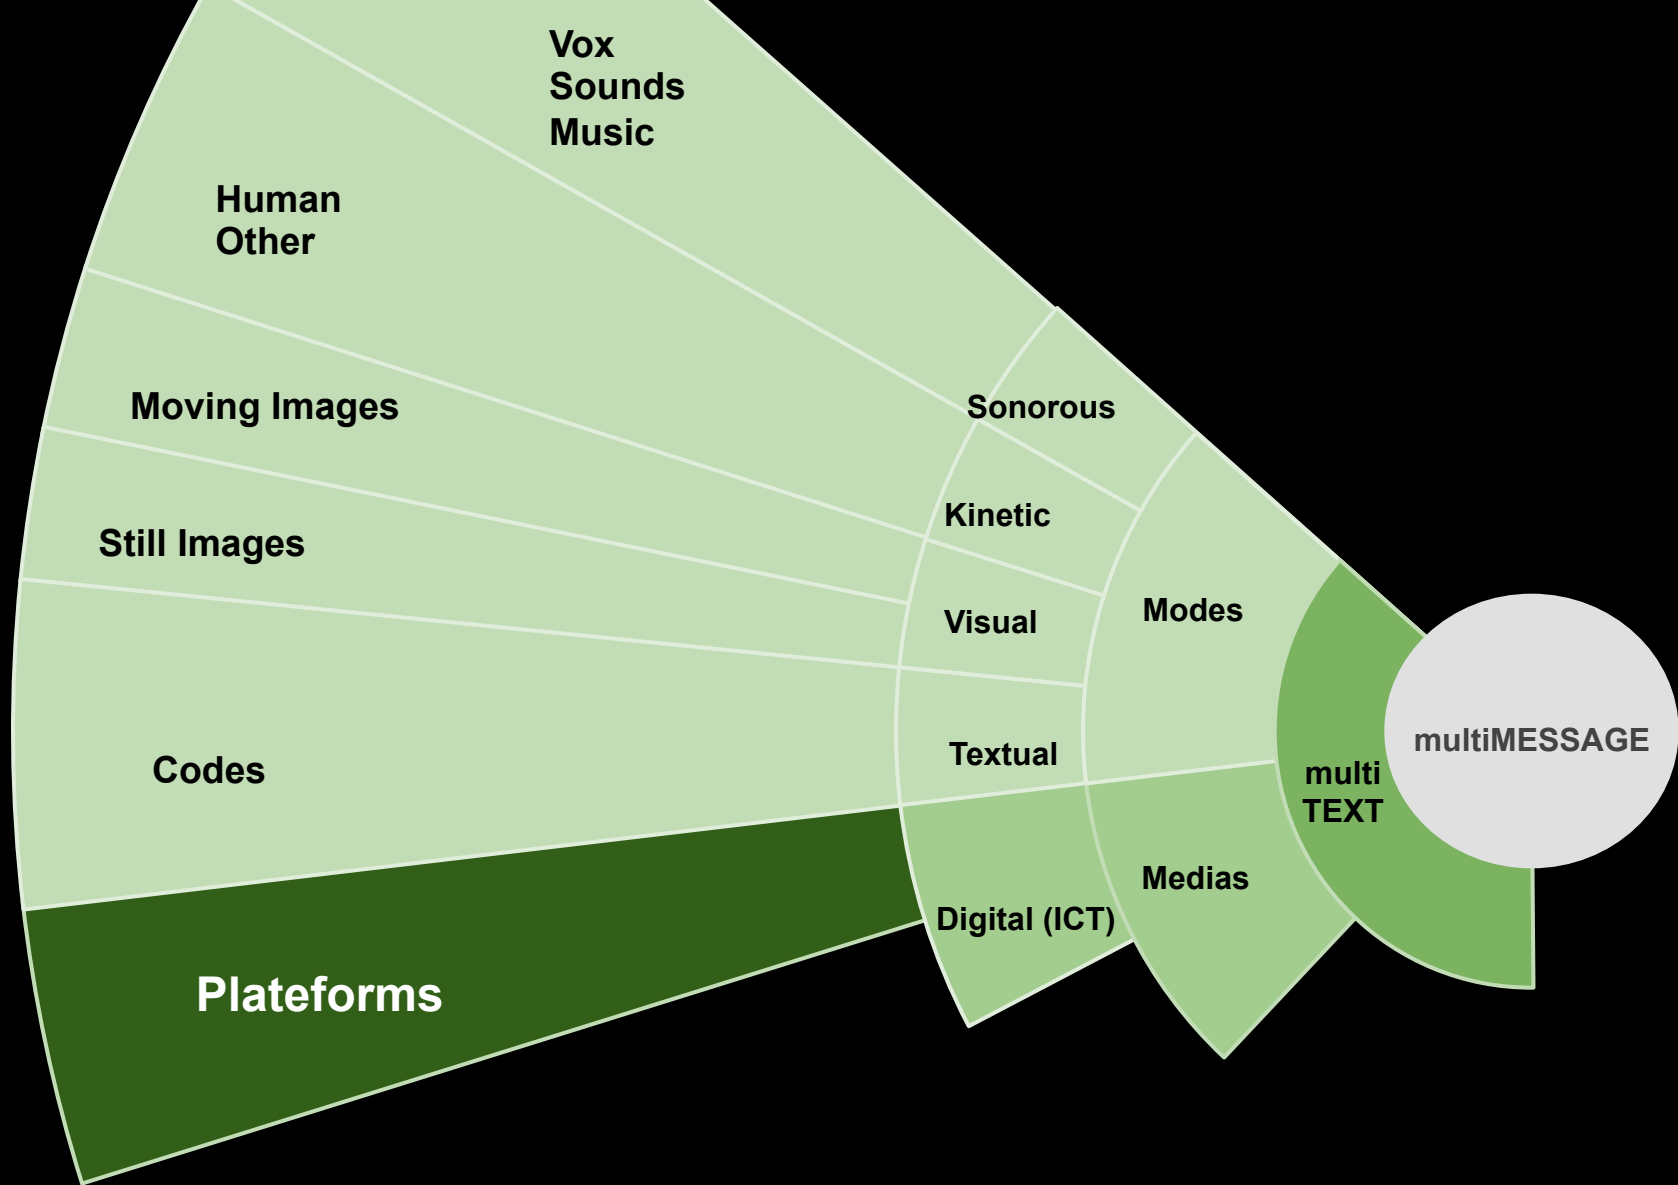 Vox
Sounds
Music
Human
Other
Moving Images
Still Images
Codes
Plateforms
Sonorous
Kinetic
Visual
Textual
Digital (ICT)
Modes
Medias
multi
TEXT
multiMESSAGE